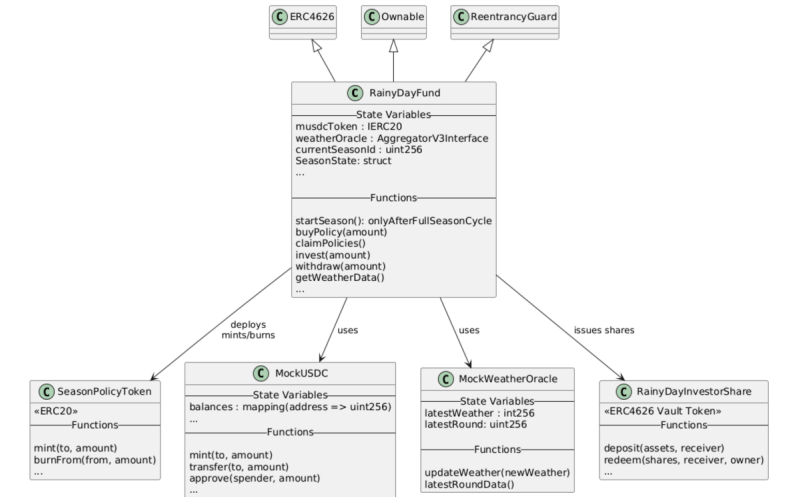 C ERC4626
C Ownable
C ReentrancyGuard
C RainyDayFund
State Variables
musdcToken : IERC20
weatherOracle : AggregatorV3Interface
currentSeasonId : uint256
SeasonState: struct
...
Functions
startSeason(): onlyAfterFullSeasonCycle
buyPolicy(amount)
claimPolicies()
invest(amount)
withdraw(amount)
getWeatherData()
...
deploys
mints/burns
uses
uses
issues shares
C SeasonPolicyToken
«ERC20»
Functions
mint(to, amount)
burnFrom(from, amount)
...
C MockUSDC
State Variables
balances : mapping(address => uint256)
...
Functions
mint(to, amount)
transfer(to, amount)
approve(spender, amount)
...
C MockWeatherOracle
State Variables
latestWeather : int256
latestRound: uint256
Functions
updateWeather(newWeather)
latestRoundData()
C RainyDayInvestorShare
«ERC4626 Vault Token»
Functions
deposit(assets, receiver)
redeem(shares, receiver, owner)
...